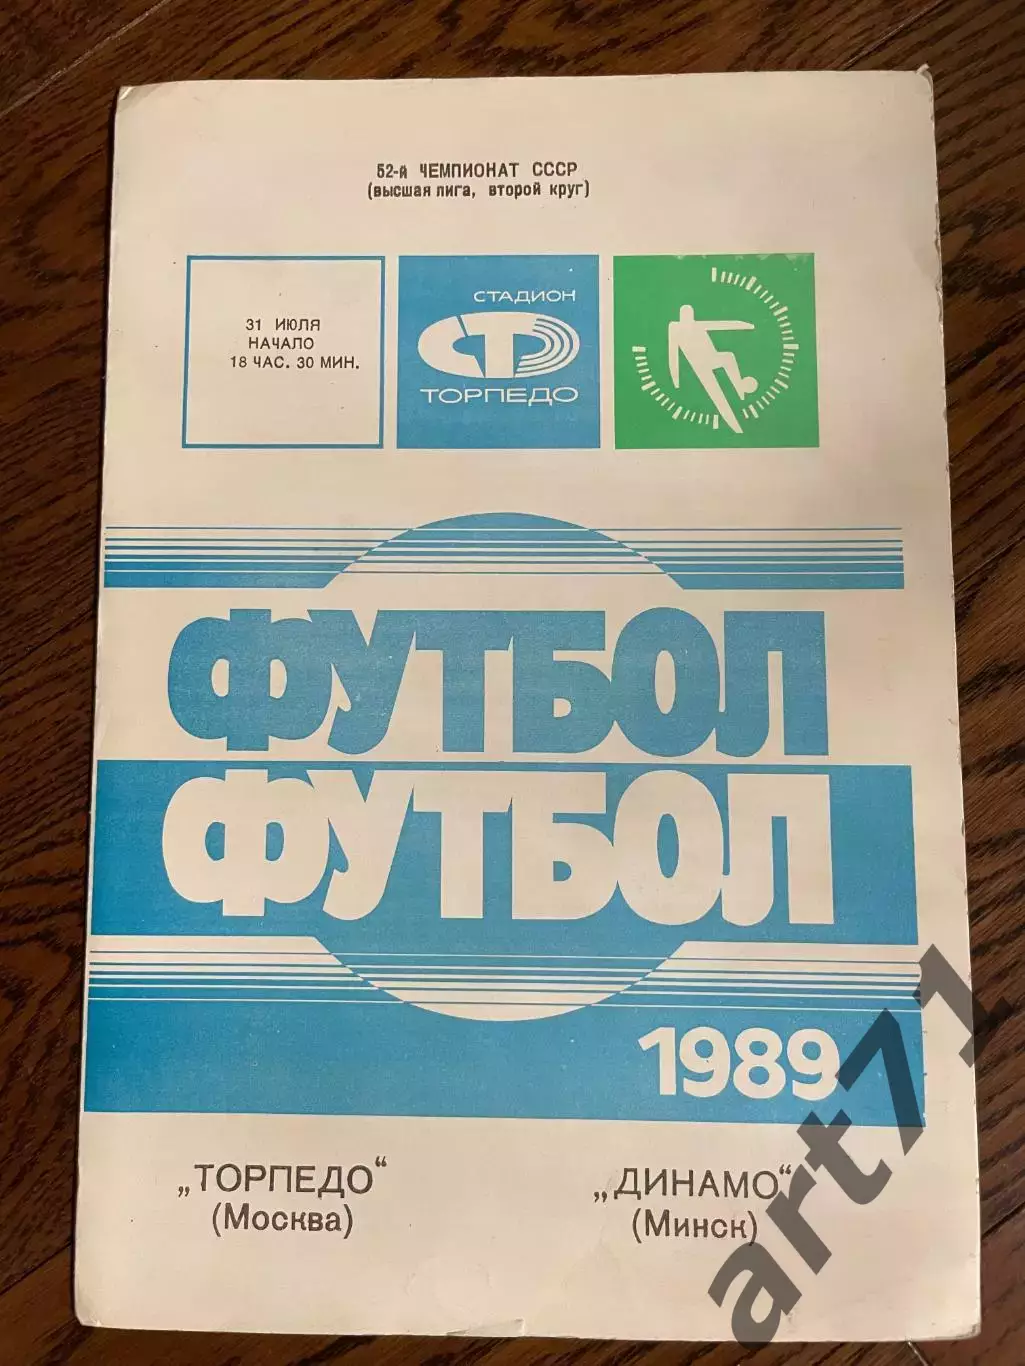 52-й ЧЕМПИОНАТ СССР
(высшая лига, второй круг)
31 ИЮЛЯ
НАЧАЛО
18 ЧАС. 30 МИН.
СТАДИОН
СТ
ТОРПЕДО
ФУТБОЛ
ФУТБОЛ
1989
„ТОРПЕДО“
(Москва)
„ДИНАМО“
(Минск)
art71